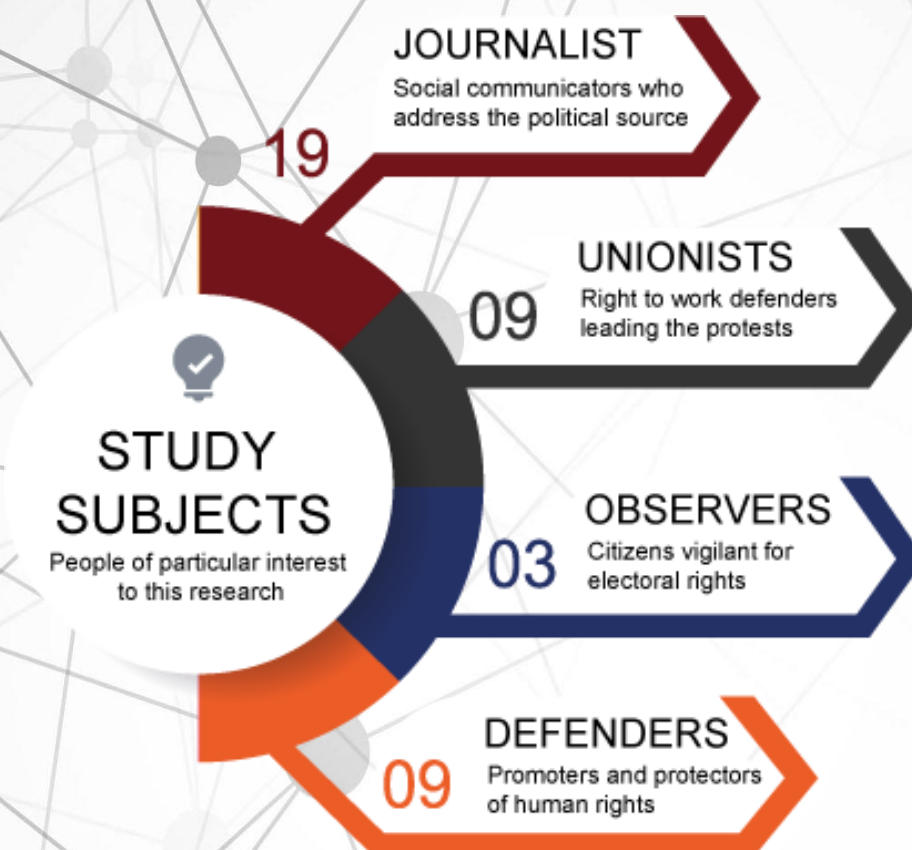 JOURNALIST
Social communicators who
address the political source
19
UNIONISTS
09
Right to work defenders
leading the protests
STUDY
SUBJECTS
People of particular interest
to this research
OBSERVERS
03
Citizens vigilant for
electoral rights
DEFENDERS
09
Promoters and protectors
of human rights